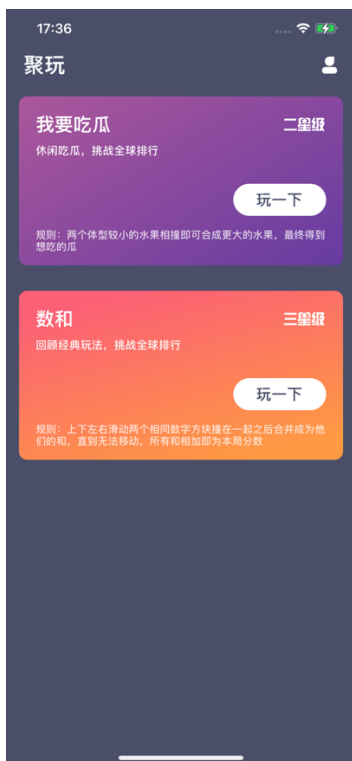 17:36
聚玩
我要吃瓜
二星级
休闲吃瓜，挑战全球排行
玩一下
规则：两个体型较小的水果相撞即可合成更大的水果，最终得到
想吃的瓜
数和
三星级
回顾经典玩法，挑战全球排行
玩一下
规则：上下左右滑动两个相同数字方块撞在一起之后合并成为他
们的和，直到无法移动，所有和相加即为本局分数